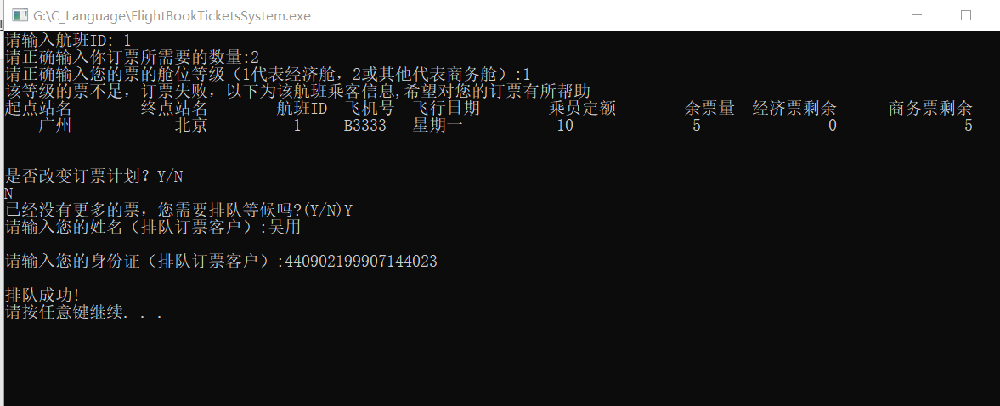 G:\C_Language\FlightBookTicketsSystem.exe
请输入航班ID: 1
请正确输入你订票所需要的数量:2
请正确输入您的票的舱位等级（1代表经济舱，2或其他代表商务舱）:1
该等级的票不足，订票失败，以下为该航班乘客信息,希望对您的订票有所帮助
起点站名 终点站名 航班ID 飞机号 飞行日期 乘员定额 余票量 经济票剩余 商务票剩余
广州 北京 1 B3333 星期一 10 5 0 5
是否改变订票计划？Y/N
N
已经没有更多的票，您需要排队等候吗?(Y/N)Y
请输入您的姓名（排队订票客户）:吴用
请输入您的身份证（排队订票客户）:440902199907144023
排队成功!
请按任意键继续. . .